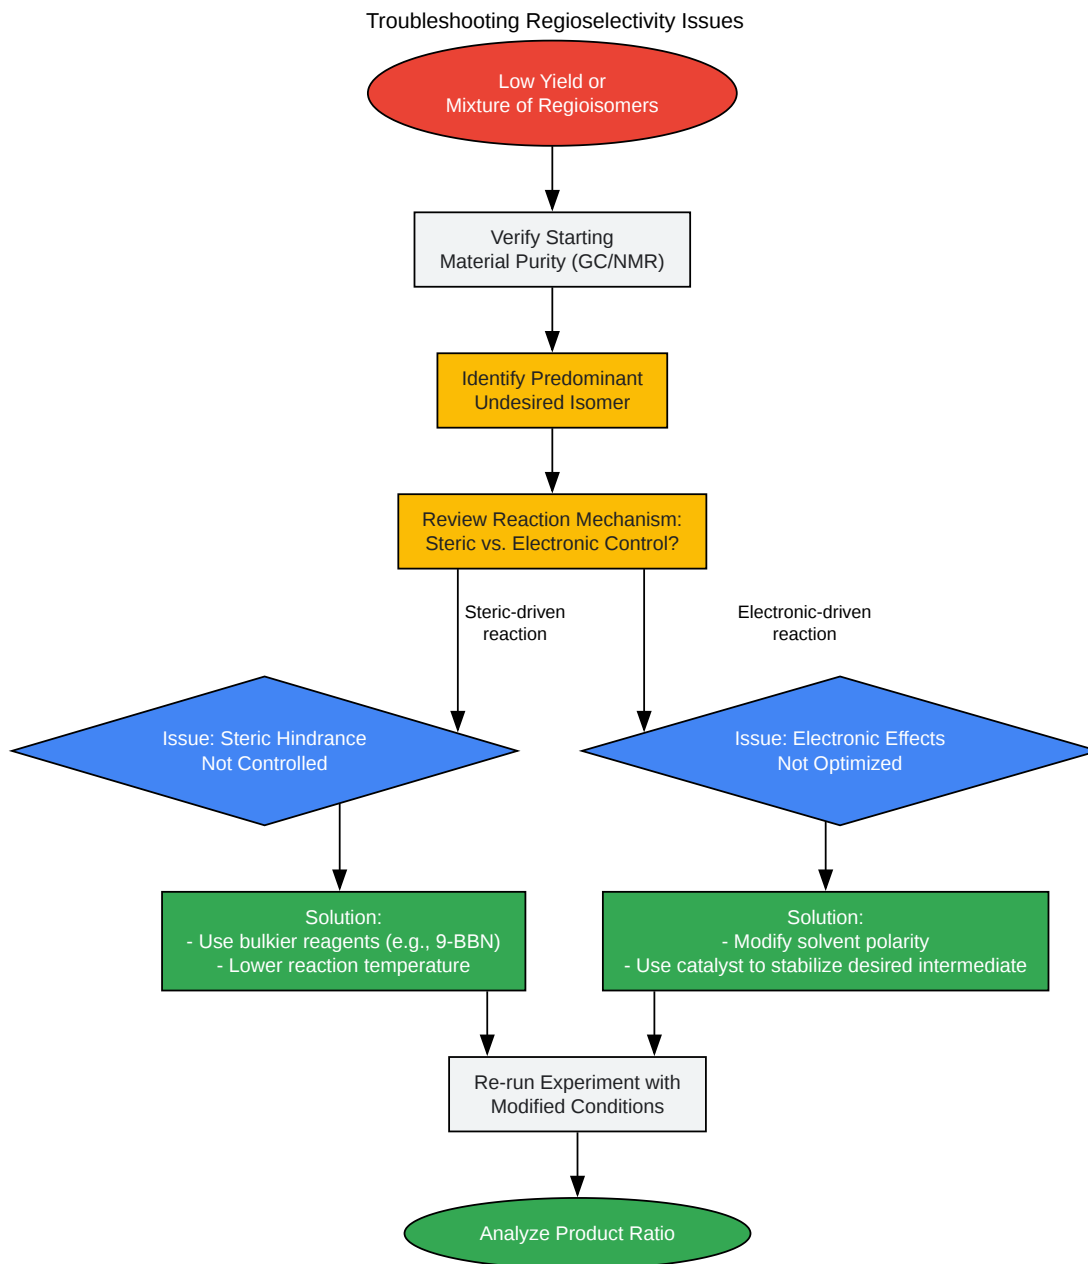 Troubleshooting Regioselectivity Issues
Low Yield or
Mixture of Regioisomers
Verify Starting
Material Purity (GC/NMR)
Identify Predominant
Undesired Isomer
Review Reaction Mechanism:
Steric vs. Electronic Control?
Steric-driven
reaction
Electronic-driven
reaction
Issue: Steric Hindrance
Not Controlled
Issue: Electronic Effects
Not Optimized
Solution:
- Use bulkier reagents (e.g., 9-BBN)
- Lower reaction temperature
Solution:
- Modify solvent polarity
- Use catalyst to stabilize desired intermediate
Re-run Experiment with
Modified Conditions
Analyze Product Ratio